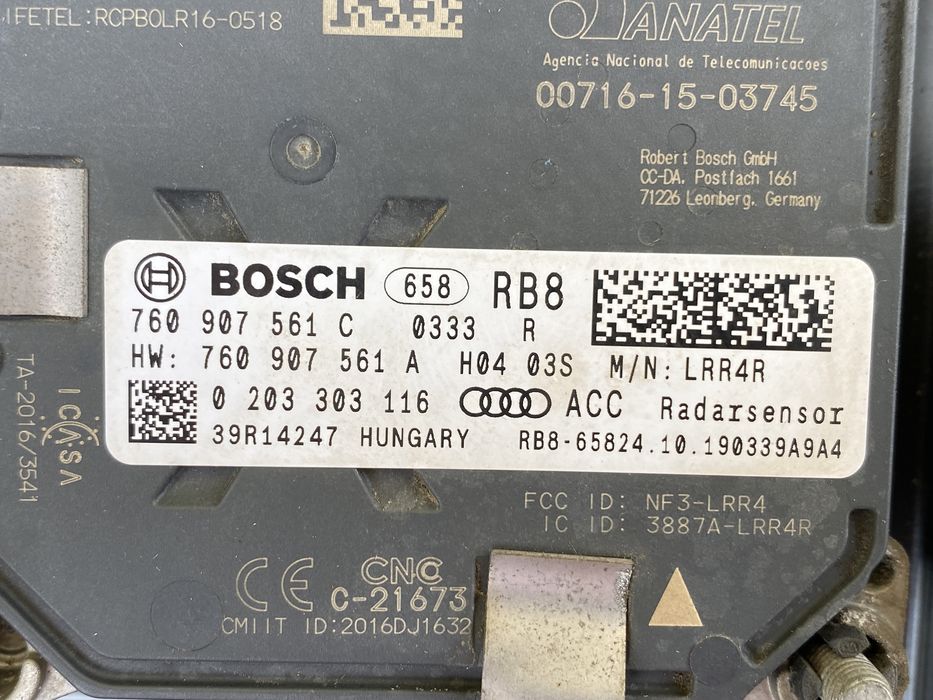 IFETEL:RCPBOLR16-0518
ANATEL
Agencia Nacional de Telecomunicacoes
00716-15-03745
Robert Bosch GmbH
CC-DA, Postfach 1661
71226 Leonberg, Germany
BOSCH 658 RB8
760 907 561 C 0333 R
HW: 760 907 561 A H04 03S M/N: LRR4R
0 203 303 116 ACC Radarsensor
39R14247 HUNGARY RB8-65824.10.190339A9A4
ICASA
TA-2016/3541
FCC ID: NF3-LRR4
IC ID: 3887A-LRR4R
CE CNC
C-21673
CMIIT ID:2016DJ1632